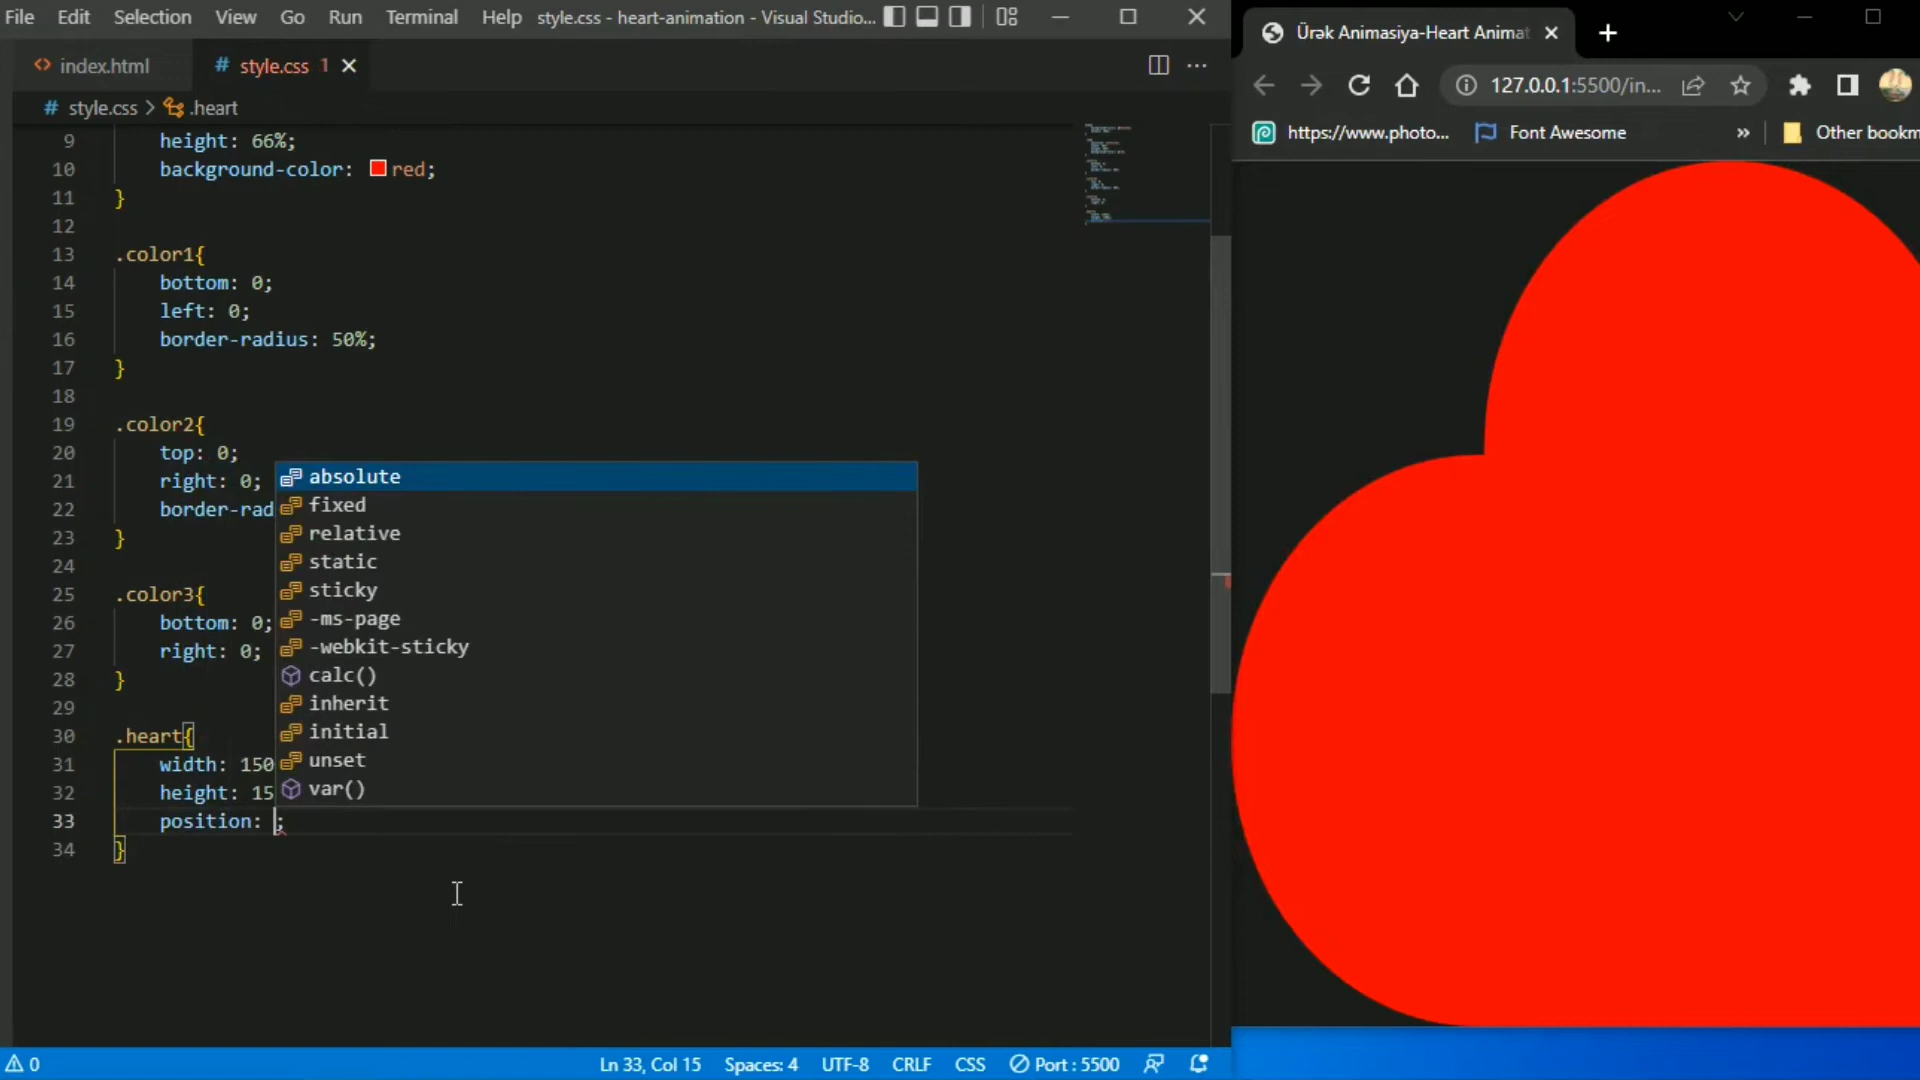 File Edit Selection View Go Run Terminal Help style.css - heart-animation - Visual Studio...
index.html style.css 1
style.css > .heart
9 height: 66%;
10 background-color: red;
11 }
12
13 .color1{
14 bottom: 0;
15 left: 0;
16 border-radius: 50%;
17 }
18
19 .color2{
20 top: 0;
21 right: 0;
22 border-rad
23 }
24
25 .color3{
26 bottom: 0;
27 right: 0;
28 }
29
30 .heart{
31 width: 150
32 height: 15
33 position: ;
34 }
absolute
fixed
relative
static
sticky
-ms-page
-webkit-sticky
calc()
inherit
initial
unset
var()
0 Ln 33, Col 15 Spaces: 4 UTF-8 CRLF CSS Port : 5500
Ürək Animasiya-Heart Animat
127.0.0.1:5500/in...
https://www.photo... Font Awesome » Other bookm